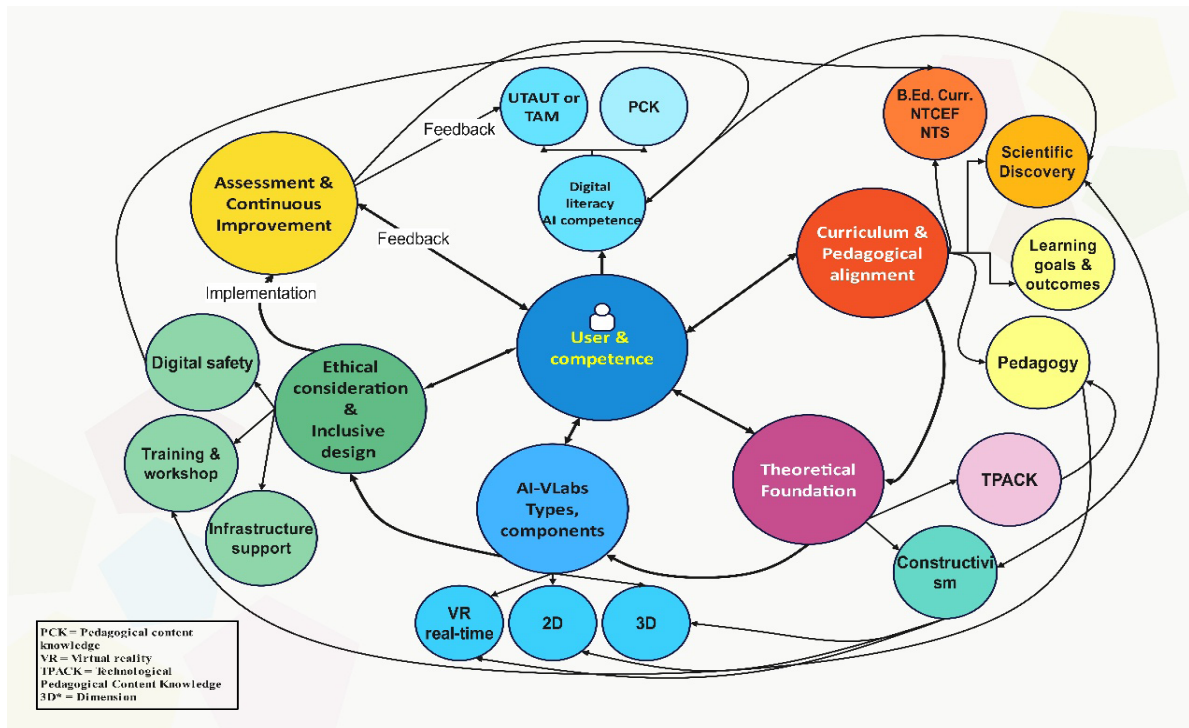 UTAUT or
TAM
PCK
B.Ed. Curr.
NTCEF
NTS
Feedback
Scientific
Discovery
Assessment &
Continuous
Improvement
Digital
literacy
AI competence
Feedback
Curriculum &
Pedagogical
alignment
Learning
goals &
outcomes
Implementation
User &
competence
Digital safety
Ethical
consideration
&
Inclusive
design
Pedagogy
Training &
workshop
Theoretical
Foundation
TPACK
AI-VLabs
Types,
components
Infrastructure
support
Constructivi
sm
VR
real-time
2D
3D
PCK = Pedagogical content
knowledge
VR = Virtual reality
TPACK = Technological
Pedagogical Content Knowledge
3D* = Dimension